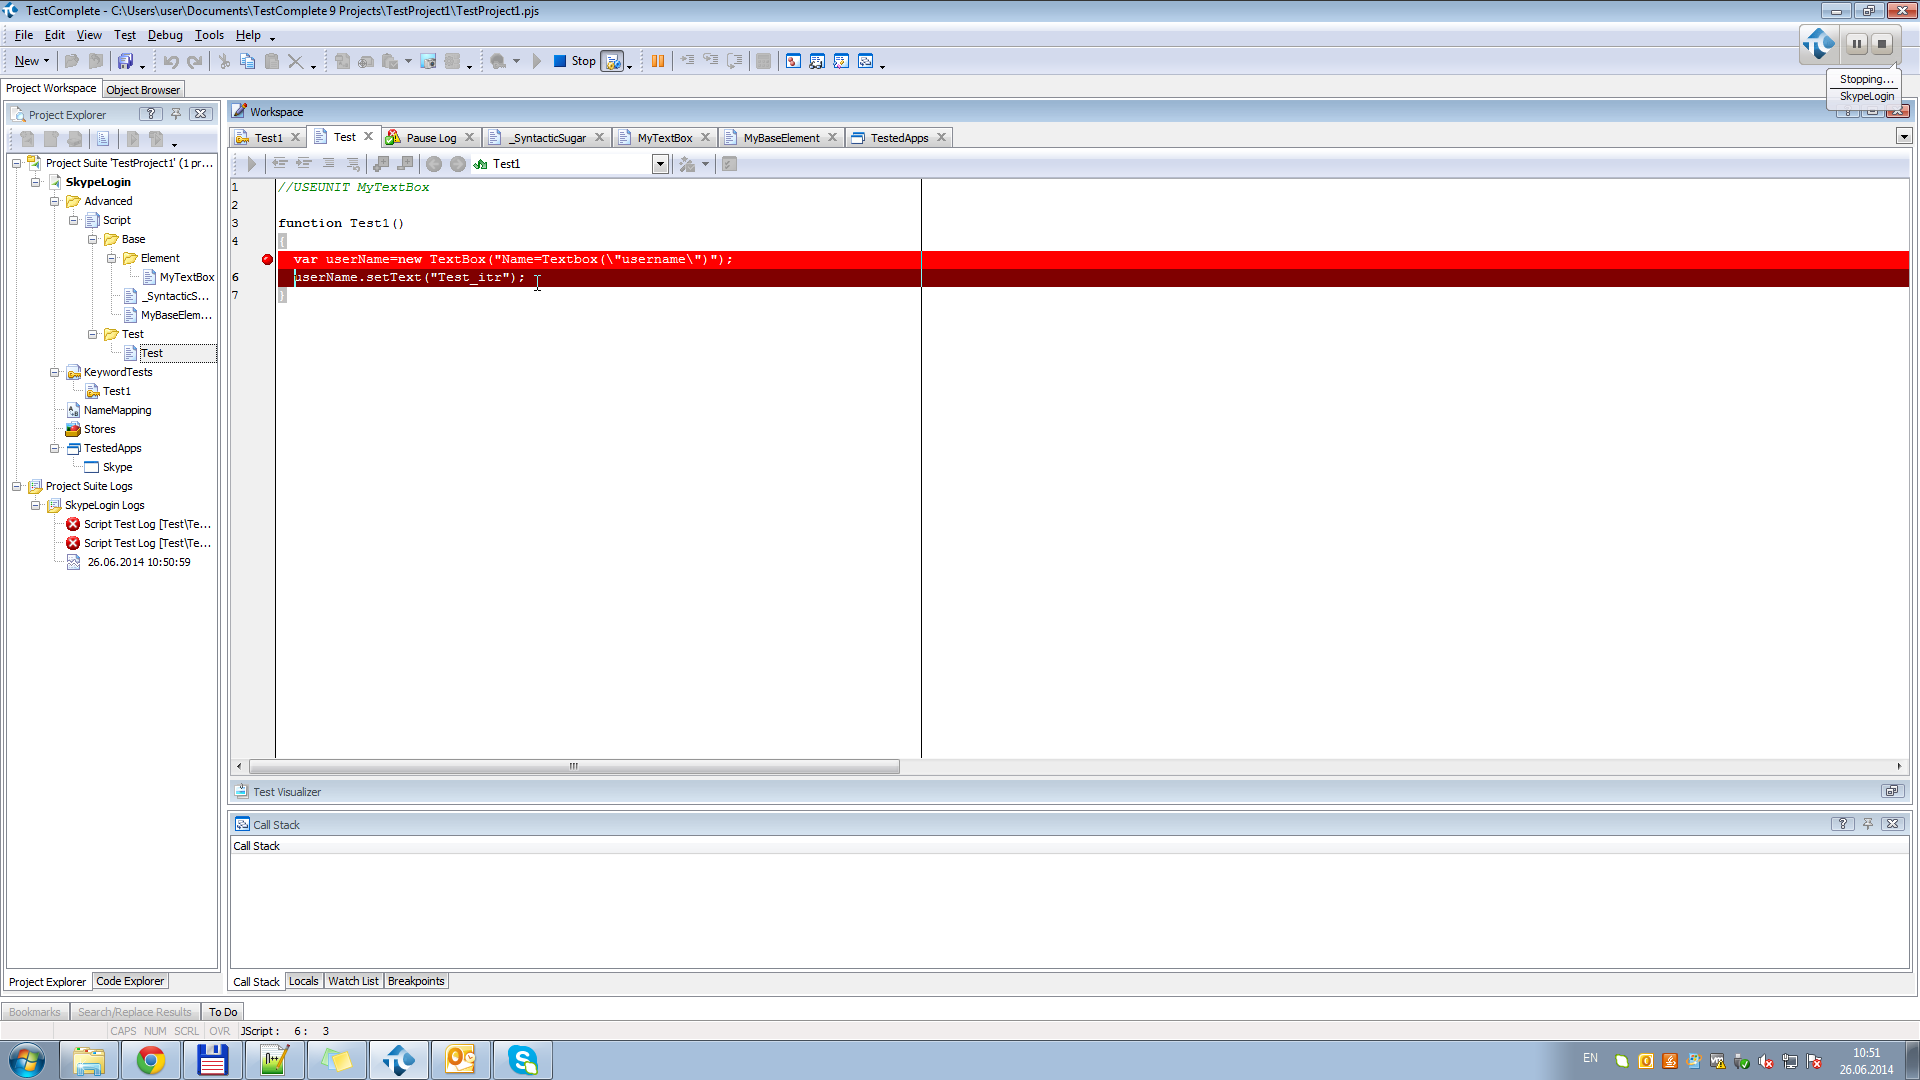 TestComplete - C:\Users\user\Documents\TestComplete 9 Projects\TestProject1\TestProject1.pjs
File Edit View Test Debug Tools Help
New Stop
Stopping...
SkypeLogin
Project Workspace Object Browser
Project Explorer
Workspace
Test1 Test Pause Log _SyntacticSugar MyTextBox MyBaseElement TestedApps
Test1
Project Suite 'TestProject1' (1 pr...
SkypeLogin
Advanced
Script
Base
Element
MyTextBox
_SyntacticS...
MyBaseElem...
Test
Test
KeywordTests
Test1
NameMapping
Stores
TestedApps
Skype
Project Suite Logs
SkypeLogin Logs
Script Test Log [Test\Te...
Script Test Log [Test\Te...
26.06.2014 10:50:59
1 //USEUNIT MyTextBox
2
3 function Test1()
4 {
var userName=new TextBox("Name=Textbox(\"username\")");
6 userName.setText("Test_itr");
7 }
Test Visualizer
Call Stack
Call Stack
Project Explorer Code Explorer
Call Stack Locals Watch List Breakpoints
Bookmarks Search/Replace Results To Do
CAPS NUM SCRL OVR JScript : 6 : 3
EN
10:51
26.06.2014